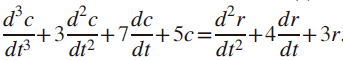 d³c/dt³ + 3 d²c/dt² + 7 dc/dt + 5c = d²r/dt² + 4 dr/dt + 3r.